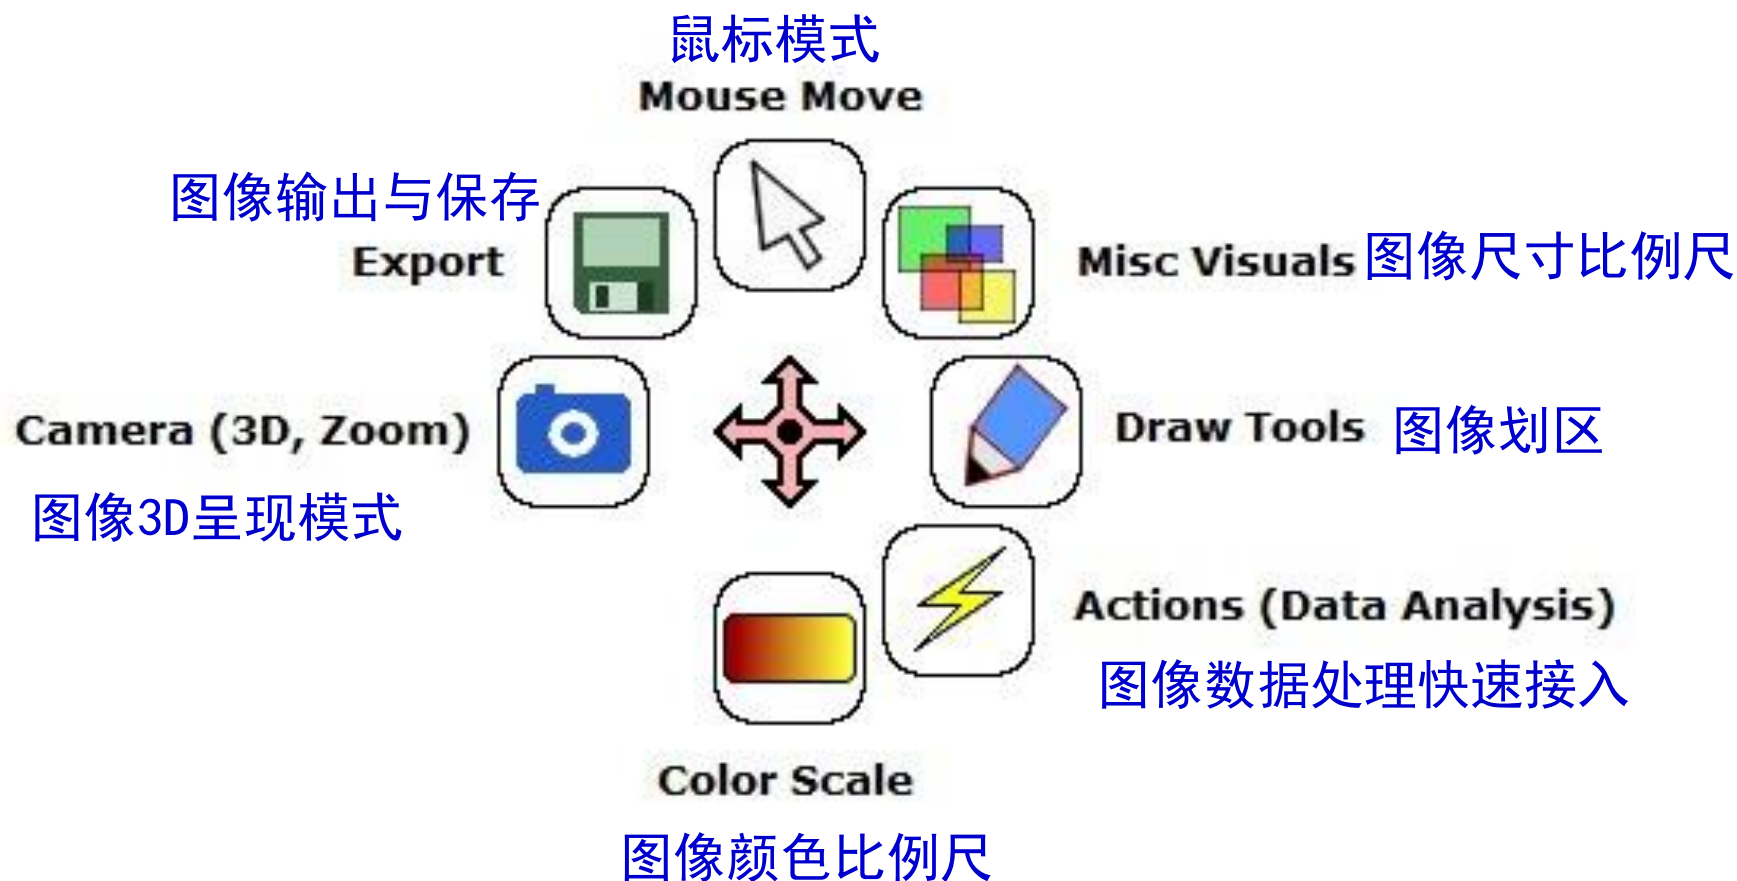 鼠标模式
Mouse Move
图像输出与保存
Export
Misc Visuals 图像尺寸比例尺
Camera (3D, Zoom)
图像3D呈现模式
Draw Tools 图像划区
Actions (Data Analysis)
图像数据处理快速接入
Color Scale
图像颜色比例尺